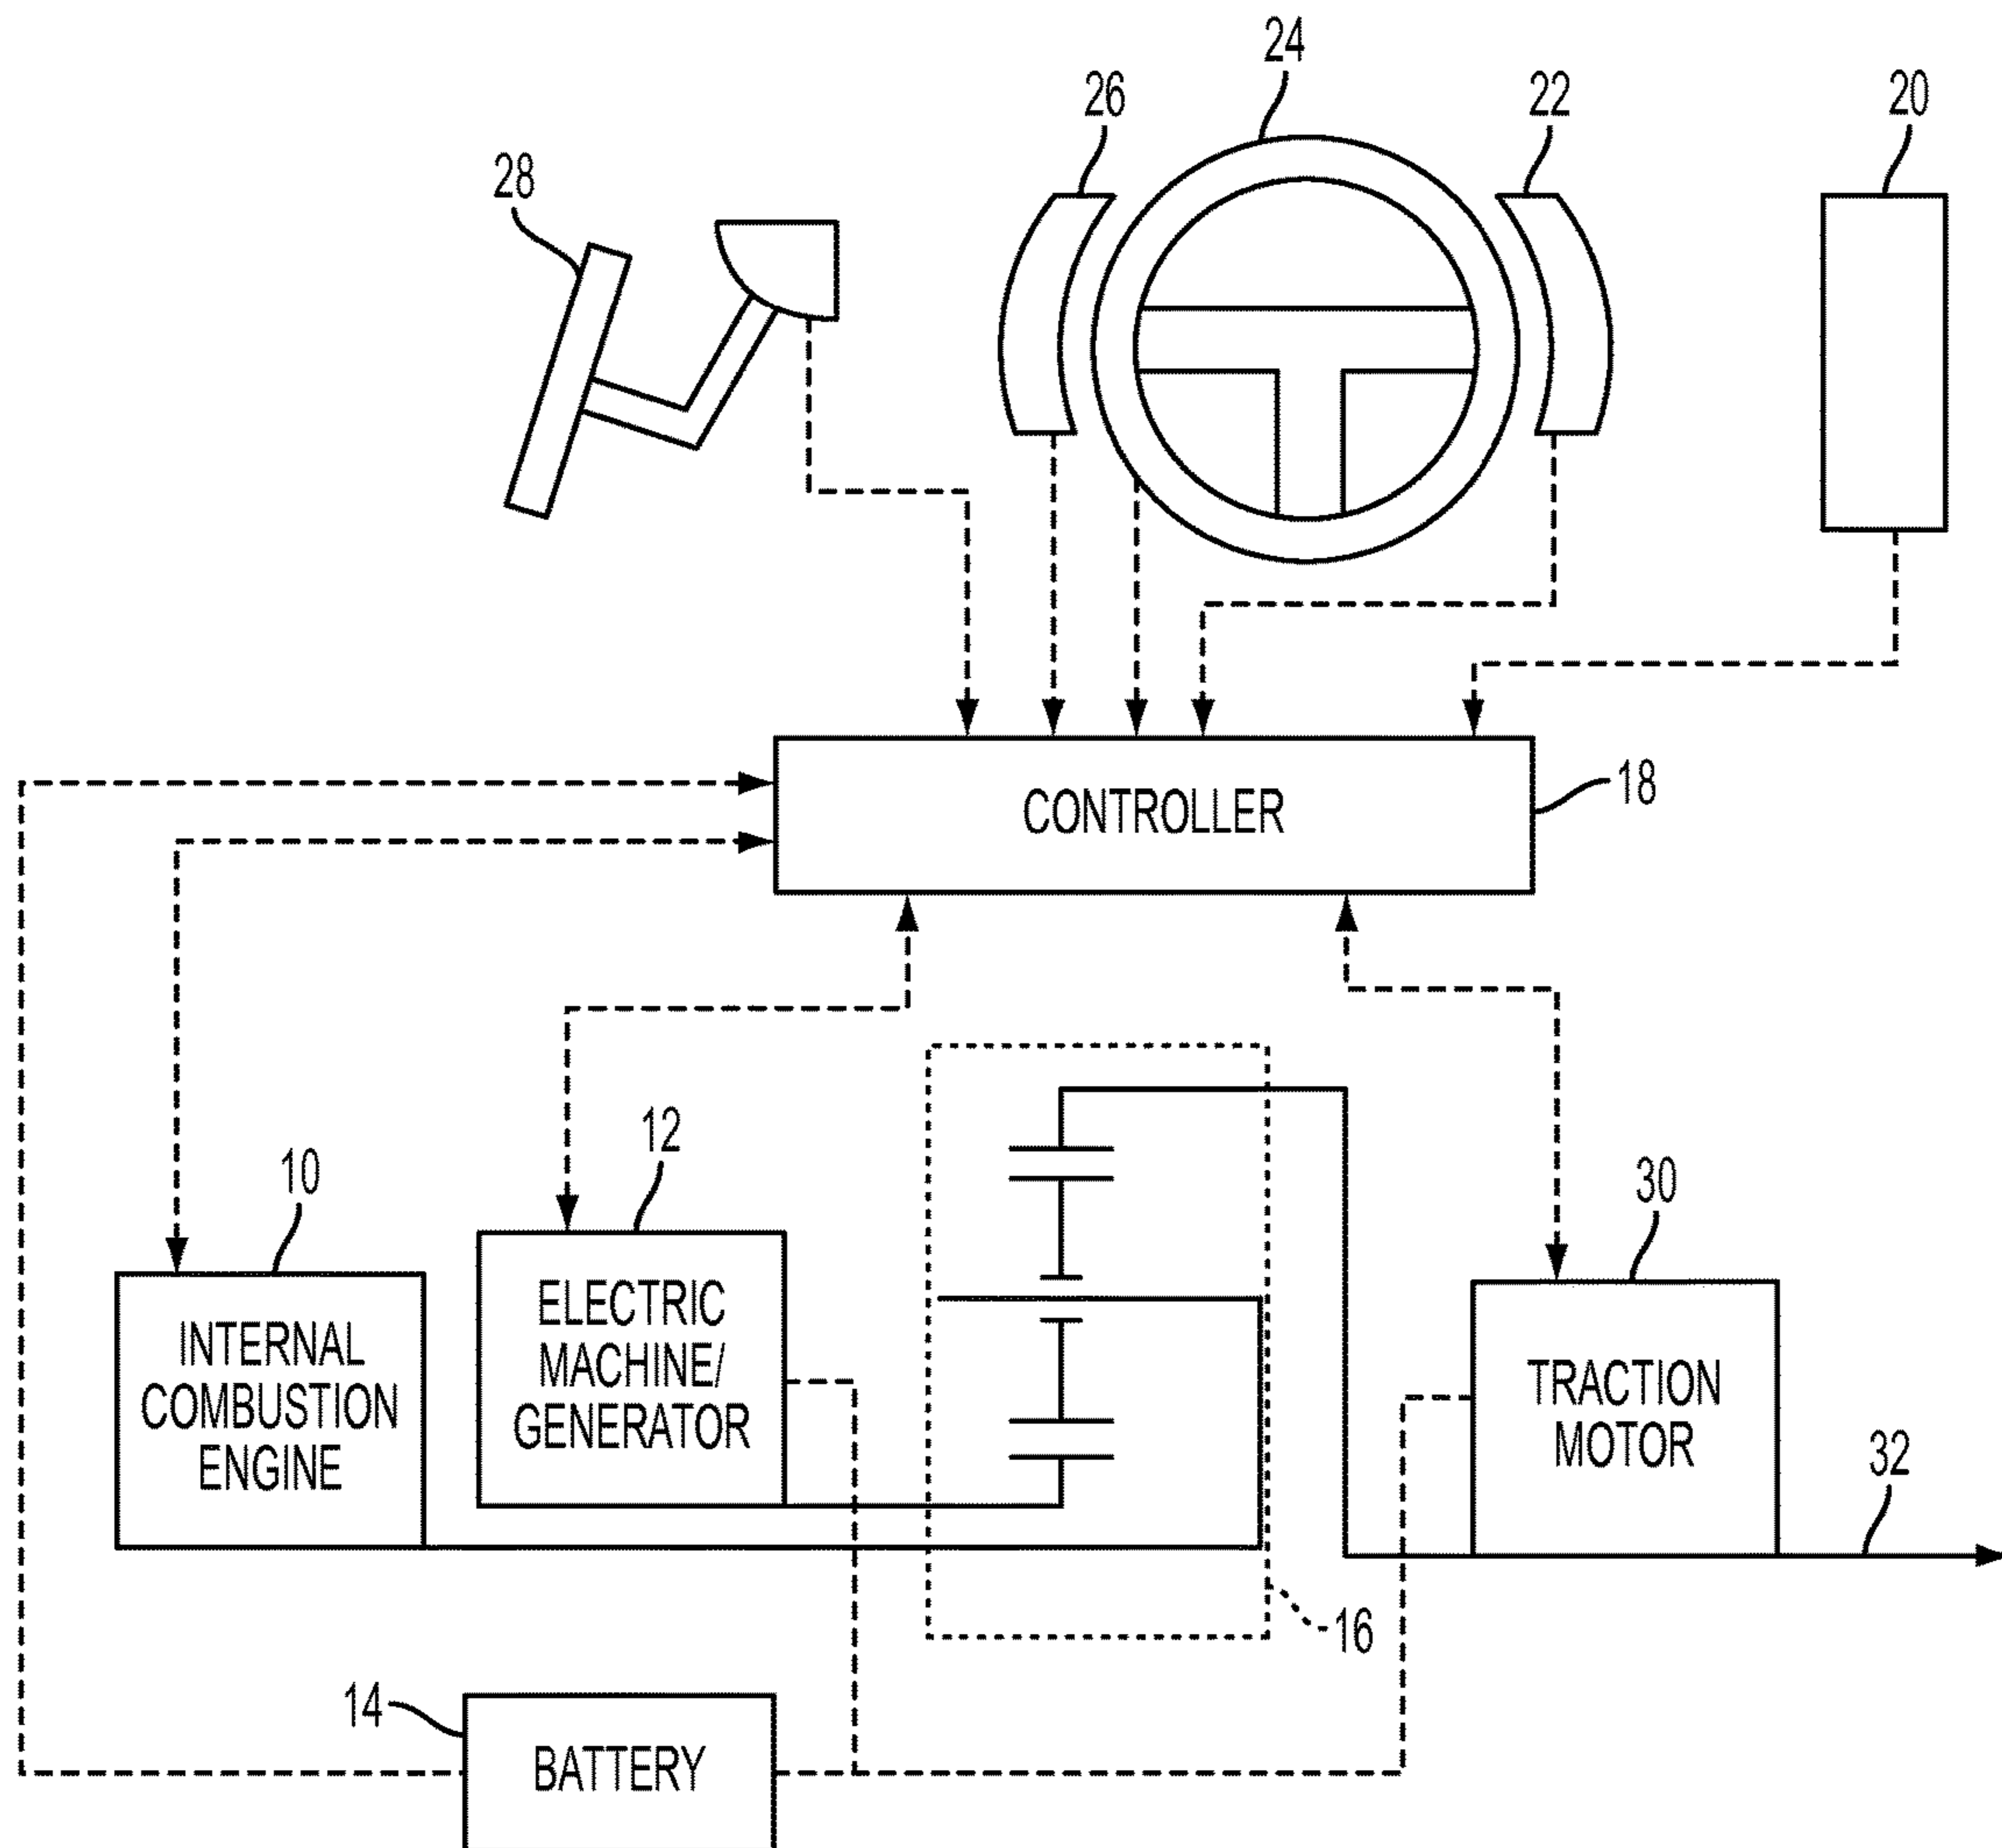 24
26
22
20
28
CONTROLLER
18
12
10
30
ELECTRIC
MACHINE/
GENERATOR
INTERNAL
COMBUSTION
ENGINE
TRACTION
MOTOR
32
16
14
BATTERY